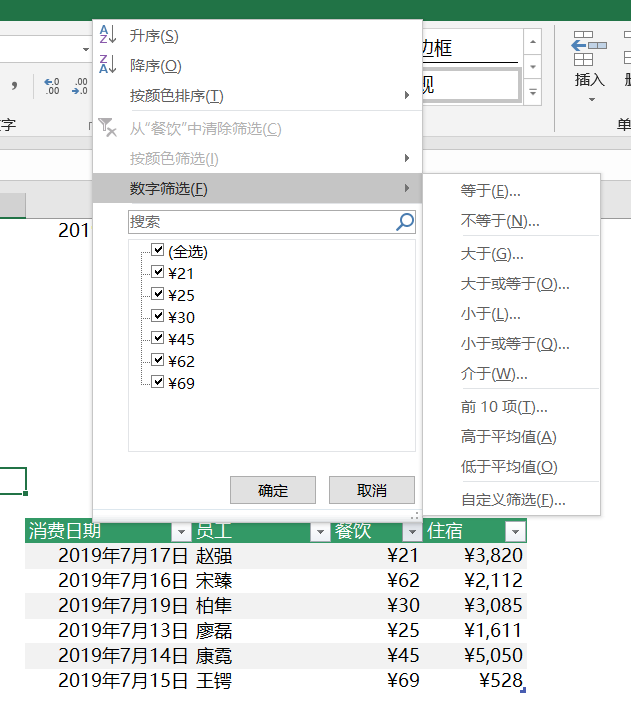 升序(S)
降序(O)
按颜色排序(T)
从“餐饮”中清除筛选(C)
按颜色筛选(I)
数字筛选(F)
搜索
(全选)
¥21
¥25
¥30
¥45
¥62
¥69
确定
取消
等于(E)...
不等于(N)...
大于(G)...
大于或等于(O)...
小于(L)...
小于或等于(Q)...
介于(W)...
前 10 项(T)...
高于平均值(A)
低于平均值(O)
自定义筛选(F)...
边框
插入
.0
.00
.00
.0
字
单
201
消费日期 员工 餐饮 住宿
2019年7月17日 赵强 ¥21 ¥3,820
2019年7月16日 宋臻 ¥62 ¥2,112
2019年7月19日 柏隼 ¥30 ¥3,085
2019年7月13日 廖磊 ¥25 ¥1,611
2019年7月14日 康霓 ¥45 ¥5,050
2019年7月15日 王锷 ¥69 ¥528